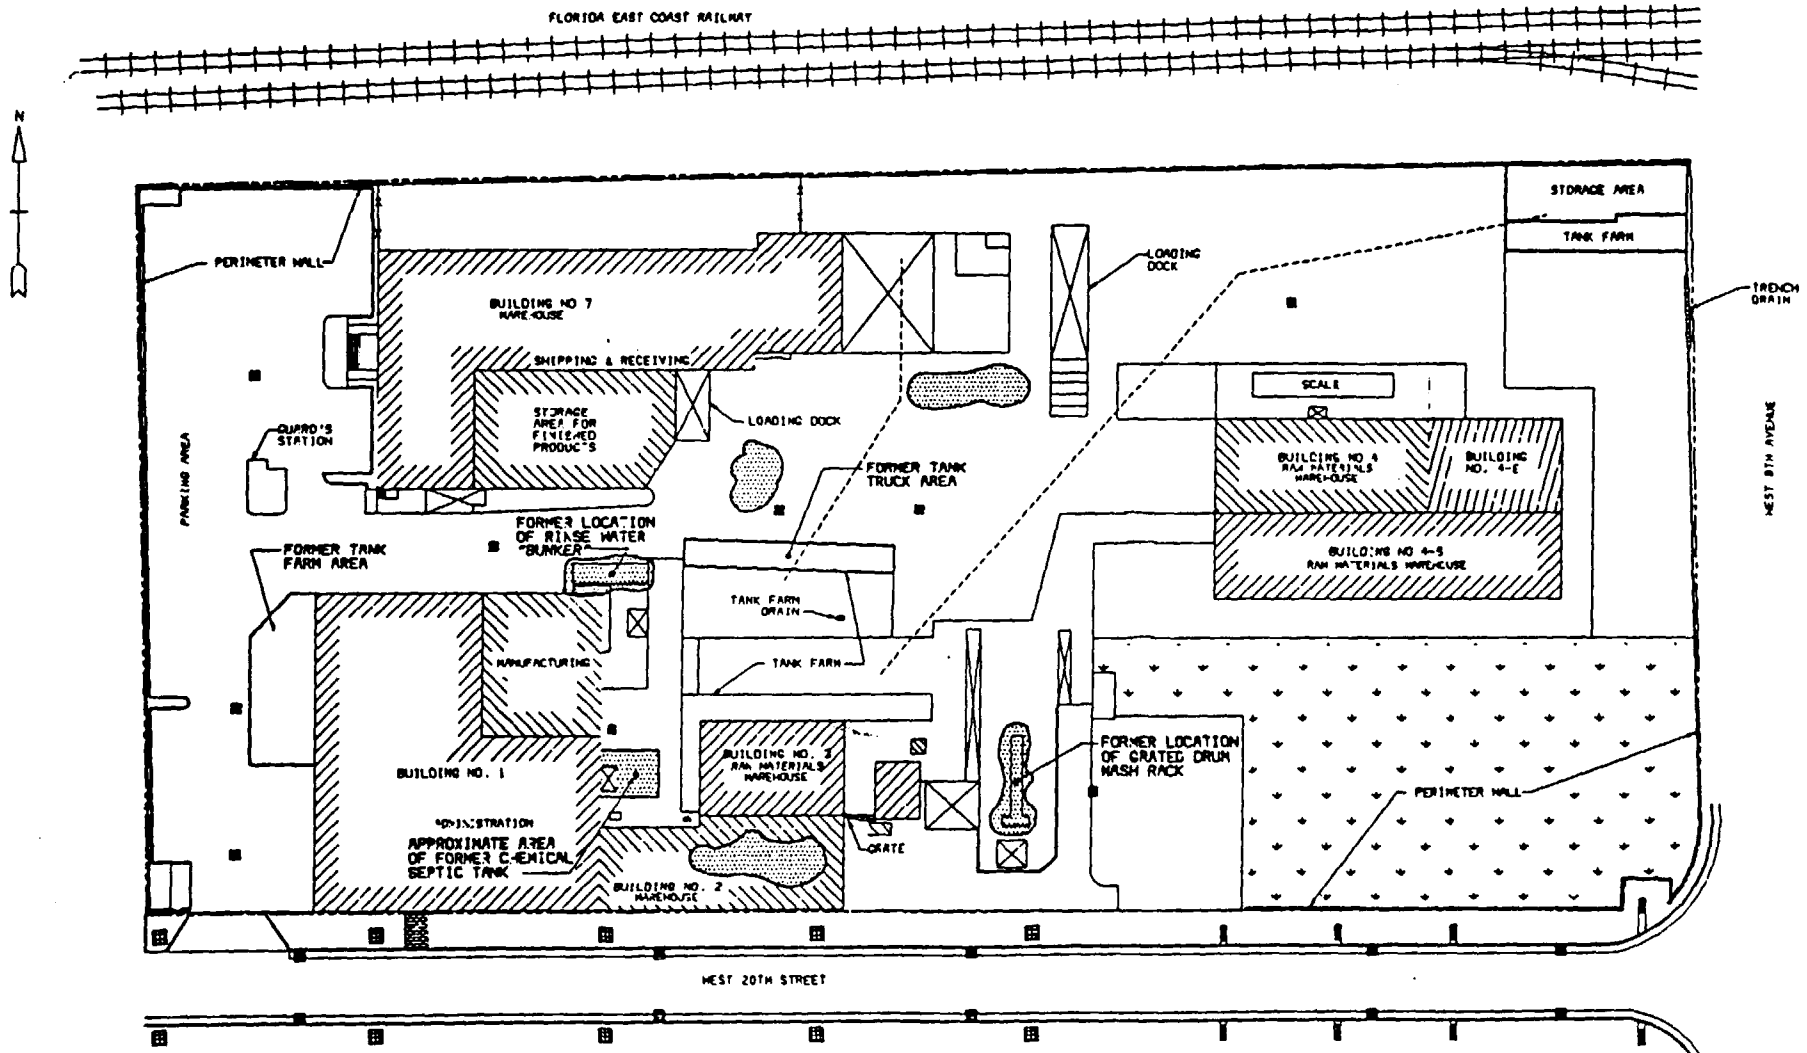 FLORIDA EAST COAST RAILWAY
N
STORAGE AREA
TANK FARM
PERIMETER WALL
LOADING
DOCK
TRENCH
DRAIN
BUILDING NO 7
WAREHOUSE
SHIPPING & RECEIVING
SCALE
STORAGE
AREA FOR
FINISHED
PRODUCTS
LOADING DOCK
GUARD'S
STATION
PARKING AREA
WEST 8TH AVENUE
BUILDING NO. 4
RAW MATERIALS
WAREHOUSE
BUILDING
NO. 4-E
FORMER TANK
TRUCK AREA
FORMER LOCATION
OF RINSE WATER
"BUNKER"
FORMER TANK
FARM AREA
BUILDING NO 4-S
RAW MATERIALS WAREHOUSE
TANK FARM
DRAIN
MANUFACTURING
TANK FARM
BUILDING NO. 3
RAW MATERIALS
WAREHOUSE
FORMER LOCATION
OF GRATED DRUM
WASH RACK
BUILDING NO. 1
PERIMETER WALL
ADMINISTRATION
APPROXIMATE AREA
OF FORMER CHEMICAL
SEPTIC TANK
GRATE
BUILDING NO. 2
WAREHOUSE
WEST 20TH STREET